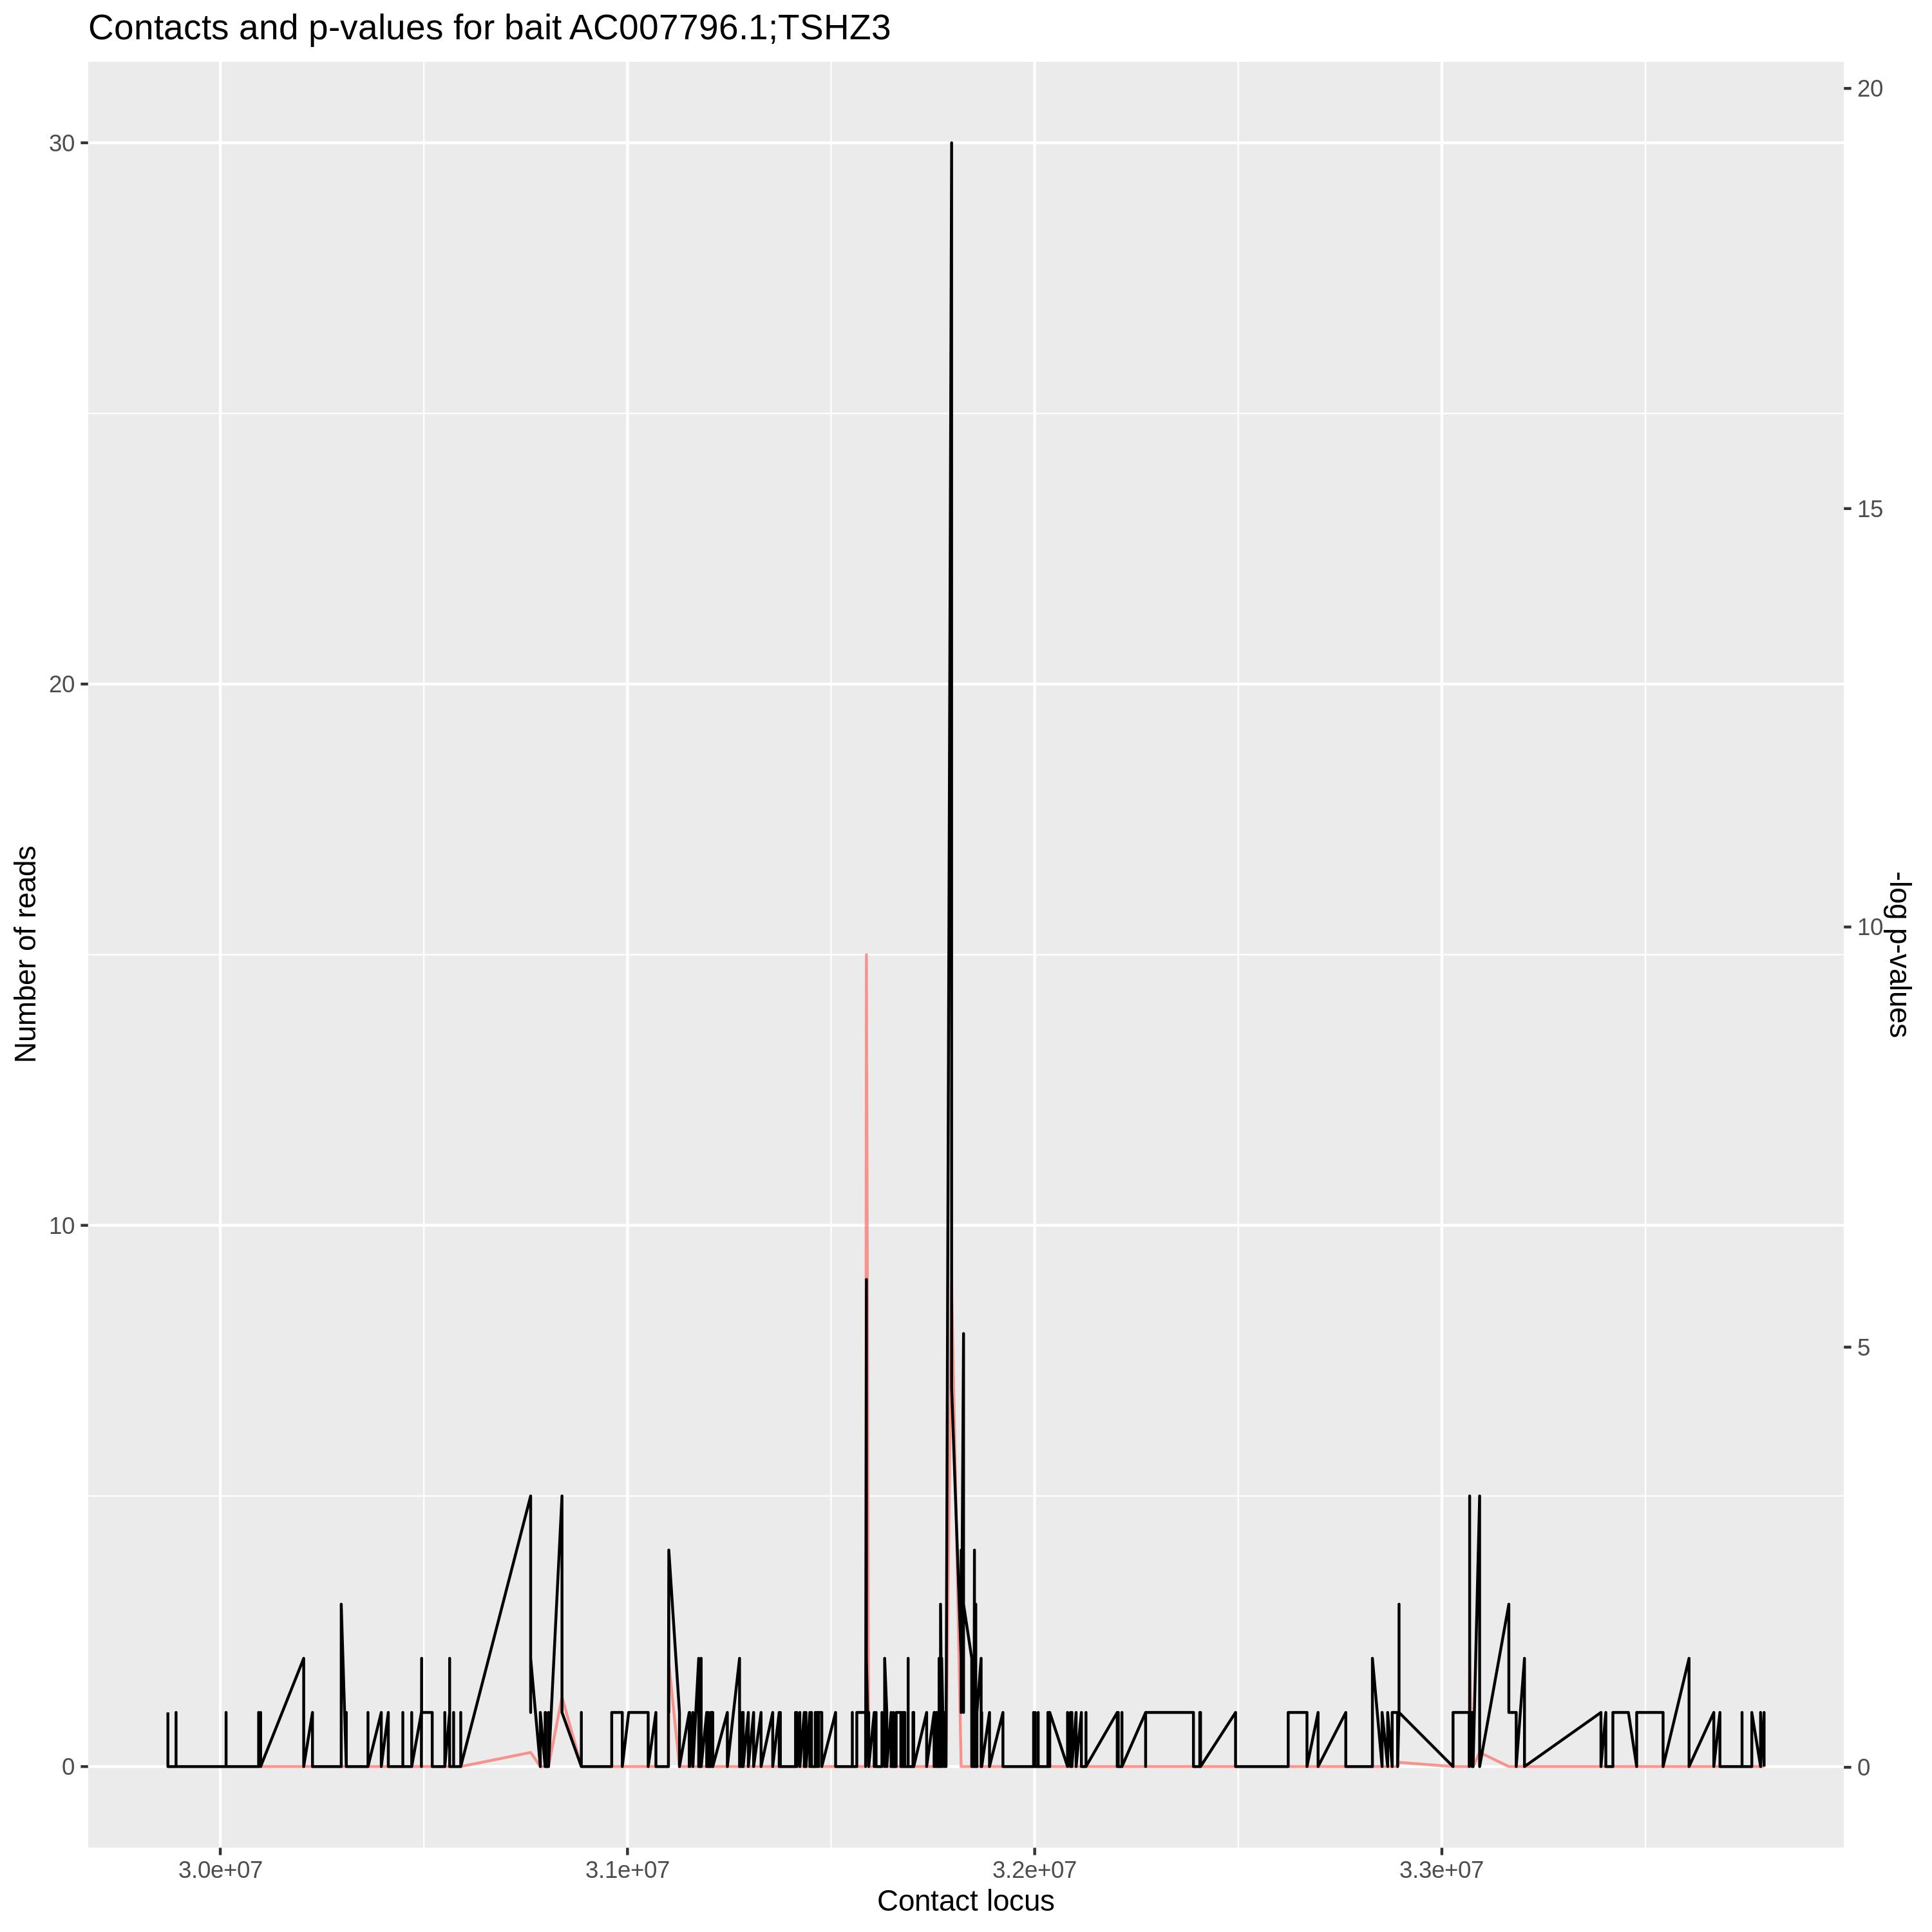 Contacts and p-values for bait AC007796.1;TSHZ3
30
20
10
0
Number of reads
20
15
10
5
0
-log p-values
3.0e+07 3.1e+07 3.2e+07 3.3e+07
Contact locus